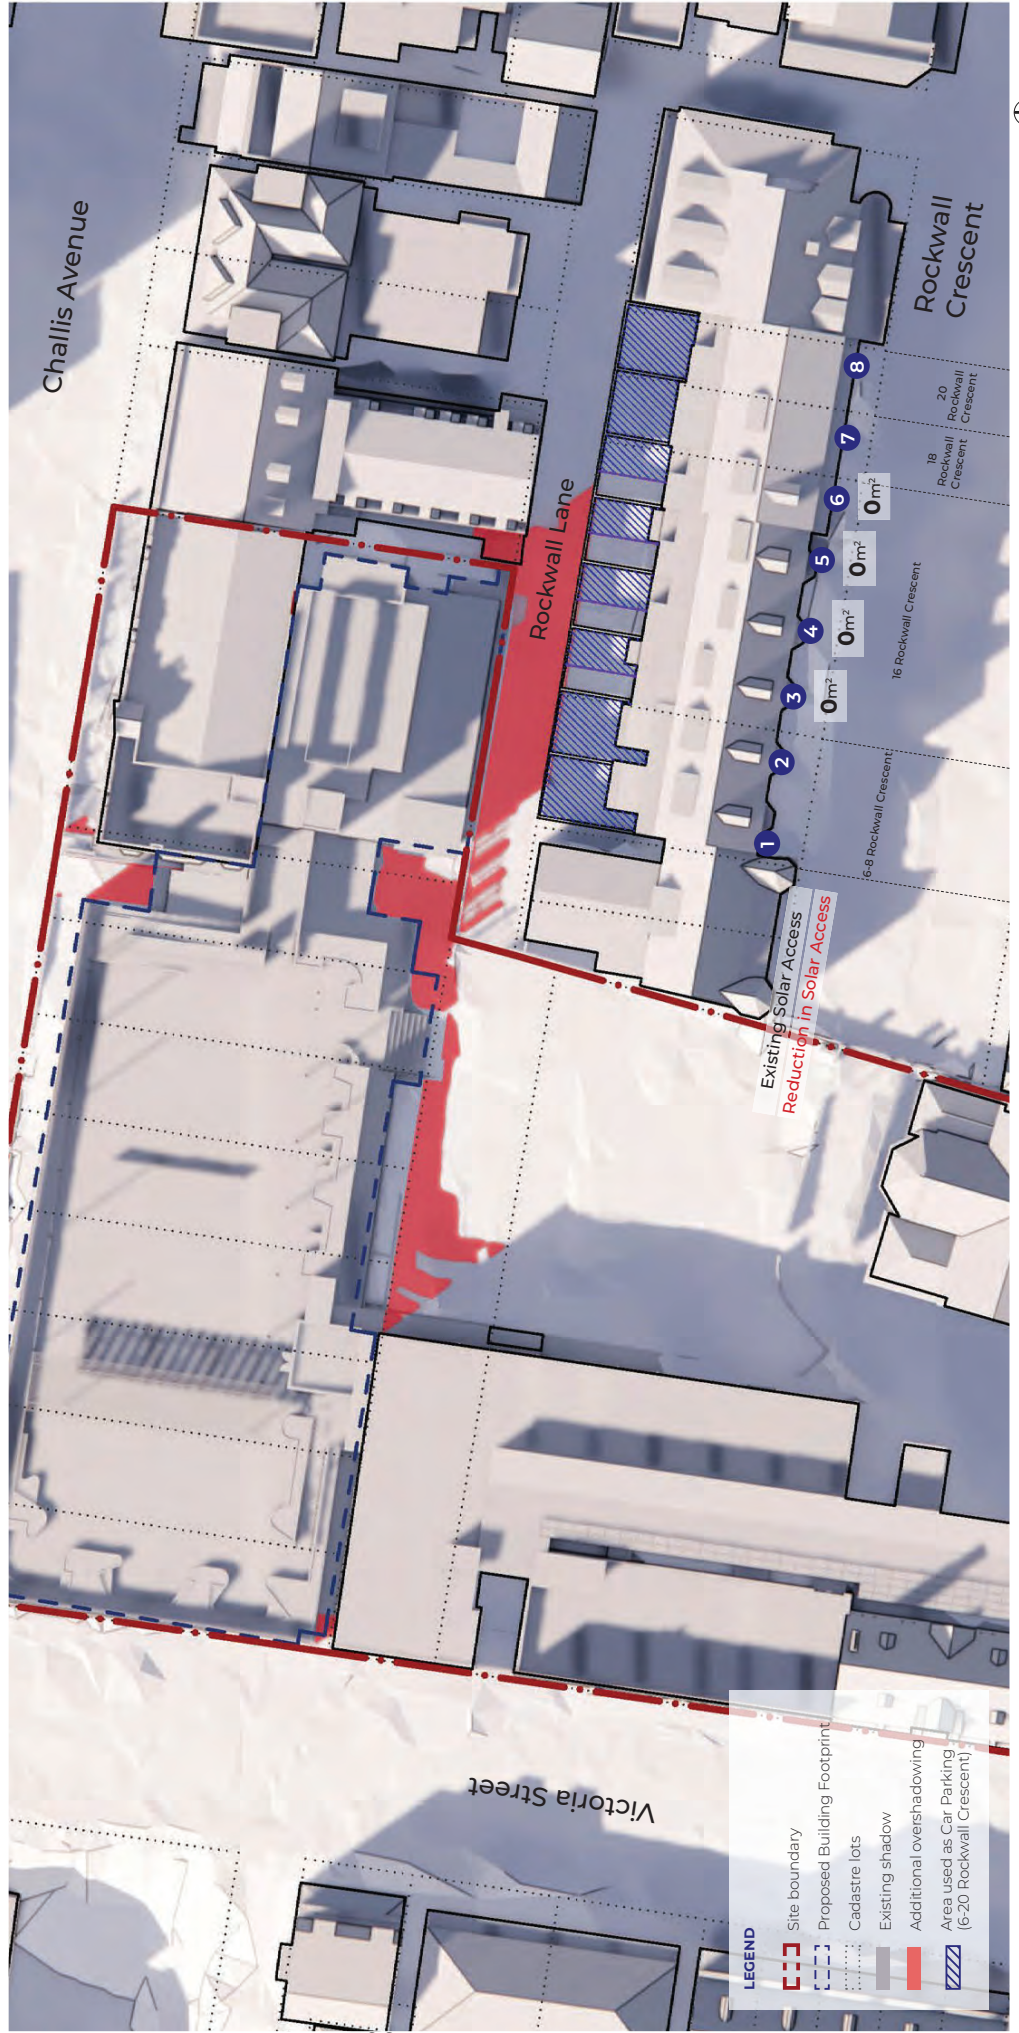 Challis Avenue
Rockwall Lane
Rockwall
Crescent
20
Rockwall
Crescent
18
Rockwall
Crescent
16 Rockwall Crescent
6-8 Rockwall Crescent
8
7
6
0m²
5
0m²
4
0m²
3
0m²
2
1
Existing Solar Access
Reduction in Solar Access
Victoria Street
LEGEND
Site boundary
Proposed Building Footprint
Cadastre lots
Existing shadow
Additional overshadowing
Area used as Car Parking
(6-20 Rockwall Crescent)